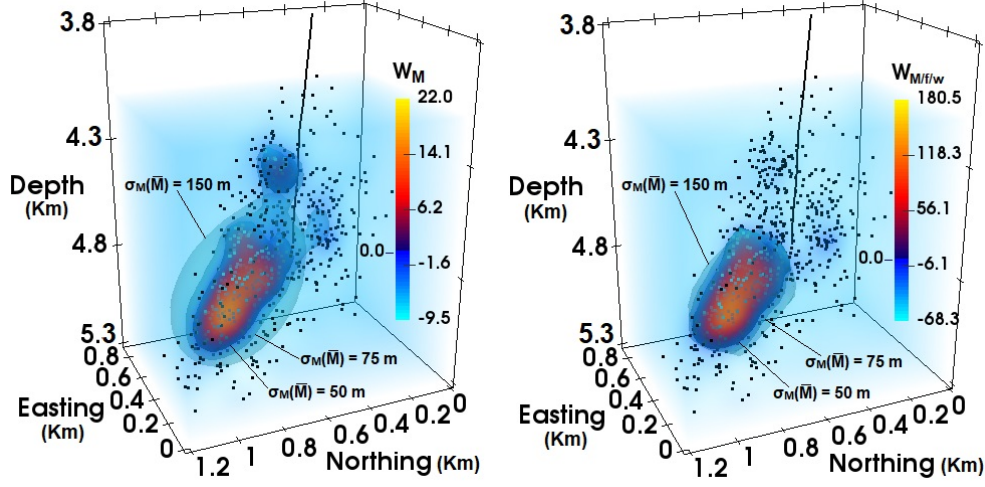 3.8
W_M
22.0
4.3
14.1
Depth
(Km)
σ_M(M̅) = 150 m
6.2
4.8
0.0
-1.6
5.3
-9.5
0.8
σ_M(M̅) = 75 m
0.6
σ_M(M̅) = 50 m
0.4
Easting
(Km)
0.2
0
1.2
1
0.8
0.6
0.4
0.2
0
Northing (Km)
3.8
W_M/f/w
180.5
4.3
118.3
Depth
(Km)
σ_M(M̅) = 150 m
56.1
4.8
0.0
-6.1
5.3
-68.3
0.8
σ_M(M̅) = 75 m
0.6
σ_M(M̅) = 50 m
0.4
Easting
(Km)
0.2
0
1.2
1
0.8
0.6
0.4
0.2
0
Northing (Km)